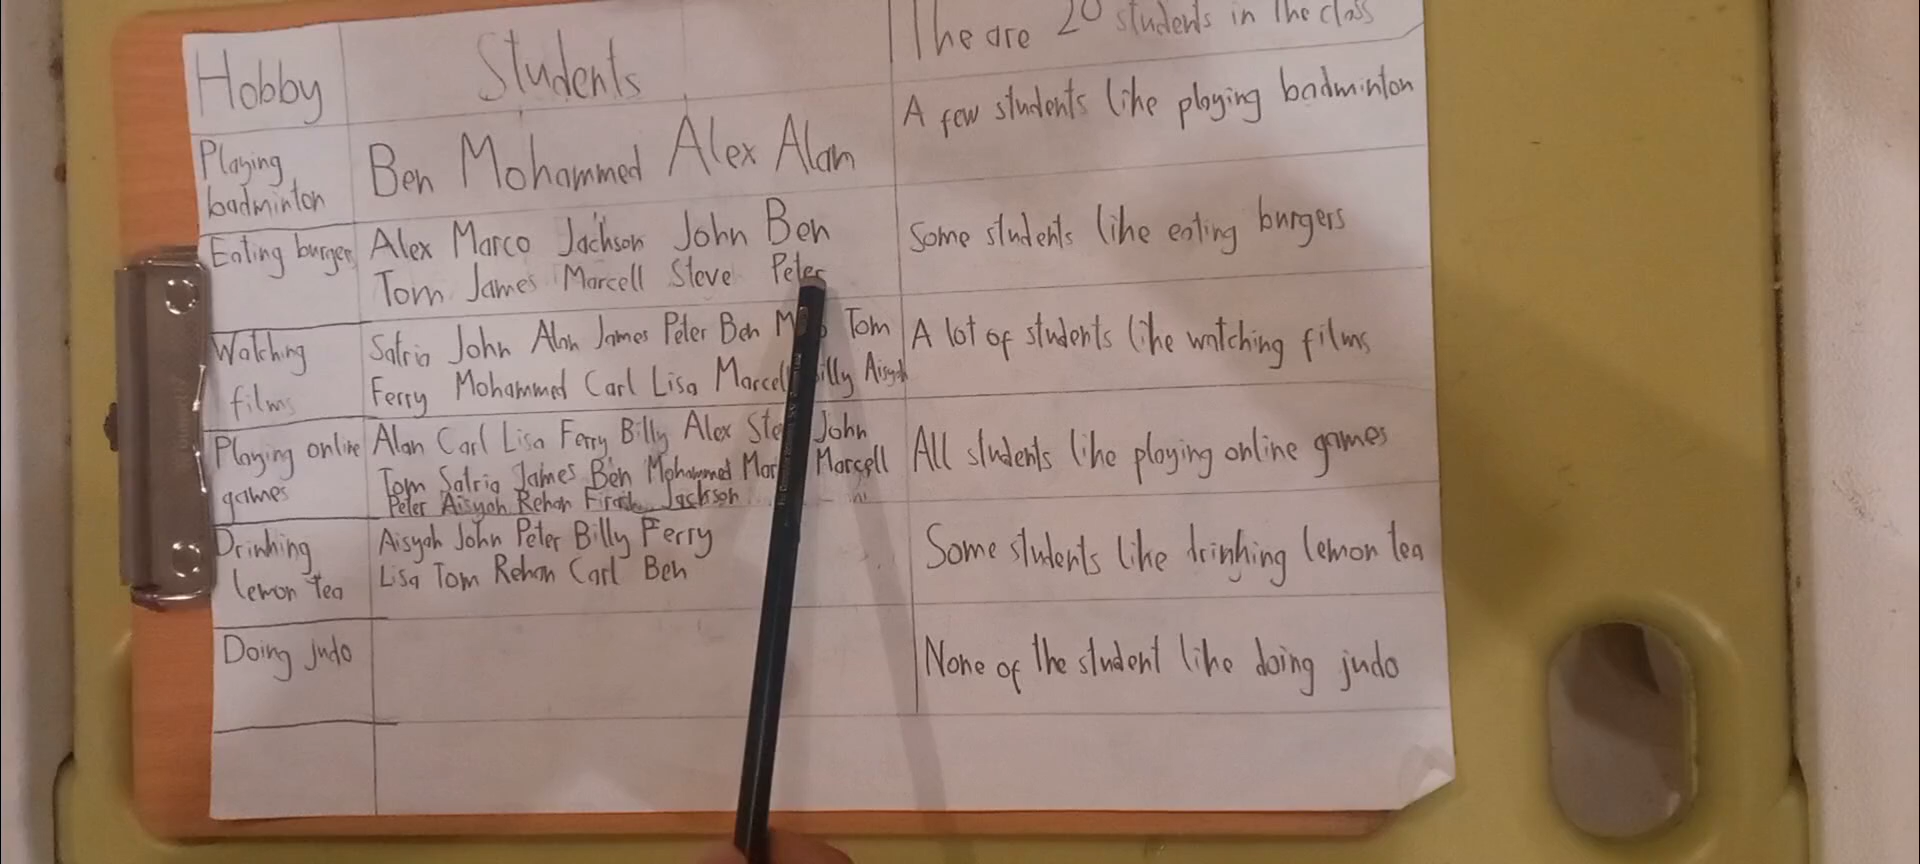 The are 20 students in the class
Hobby Students
A few students like playing badminton
Playing badminton
Ben Mohammed Alex Alan
Eating burger
Alex Marco Jackson John Ben
Tom James Marcell Steve Peter
Some students like eating burgers
Watching films
Satria John Alan James Peter Ben Tom
Ferry Mohammed Carl Lisa Marcell Billy Aisyah
A lot of students like watching films
Playing online games
Alan Carl Lisa Ferry Billy Alex John
Tom Satria James Ben Mohammed Marcell
Peter Aisyah Rehan Jackson
All students like playing online games
Drinking lemon tea
Aisyah John Peter Billy Ferry
Lisa Tom Rehan Carl Ben
Some students like drinking lemon tea
Doing judo
None of the student like doing judo